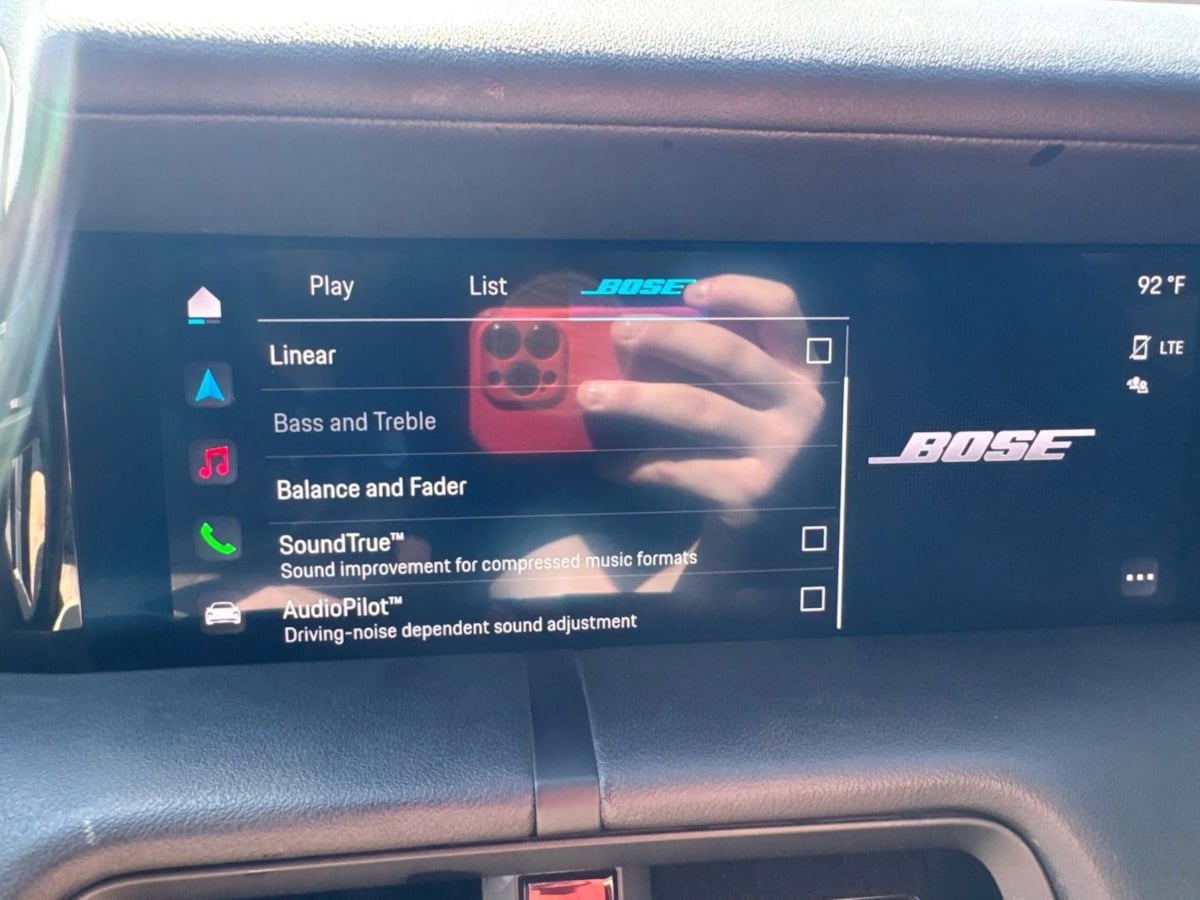 Play List BOSE
92 °F
Linear
LTE
Bass and Treble
BOSE
Balance and Fader
SoundTrue™
Sound improvement for compressed music formats
AudioPilot™
Driving-noise dependent sound adjustment